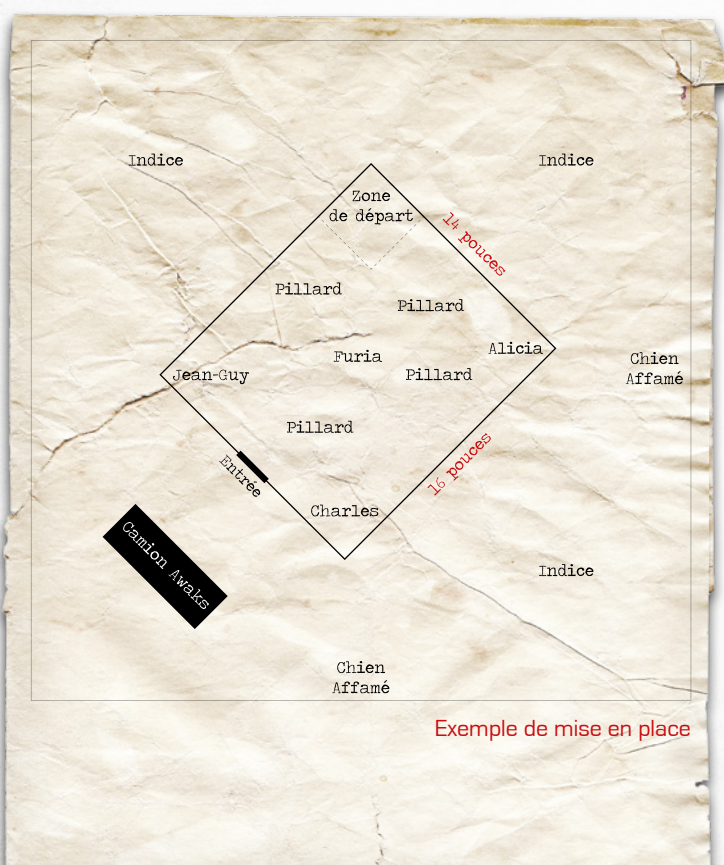 Indice
Indice
Zone
de départ
14 pouces
Pillard
Pillard
Furia
Alicia
Jean-Guy
Pillard
Chien
Affamé
Pillard
Entrée
16 pouces
Charles
Camion Awaks
Indice
Chien
Affamé
Exemple de mise en place